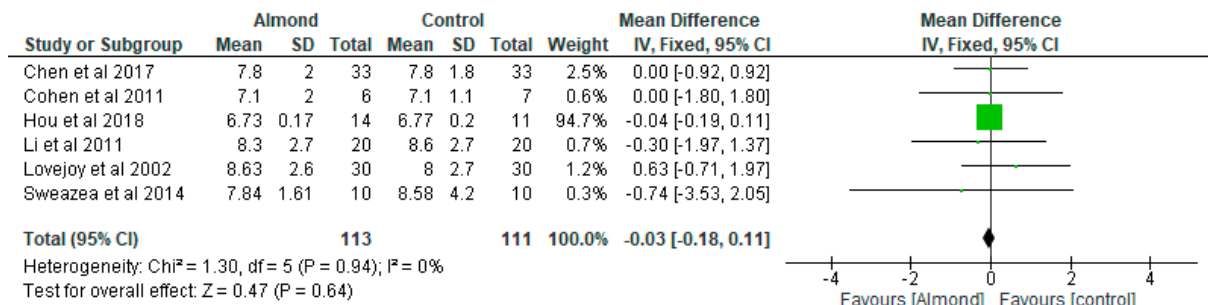 Almond Control Mean Difference Mean Difference
Study or Subgroup Mean SD Total Mean SD Total Weight IV, Fixed, 95% CI IV, Fixed, 95% CI
Chen et al 2017 7.8 2 33 7.8 1.8 33 2.5% 0.00 [-0.92, 0.92]
Cohen et al 2011 7.1 2 6 7.1 1.1 7 0.6% 0.00 [-1.80, 1.80]
Hou et al 2018 6.73 0.17 14 6.77 0.2 11 94.7% -0.04 [-0.19, 0.11]
Li et al 2011 8.3 2.7 20 8.6 2.7 20 0.7% -0.30 [-1.97, 1.37]
Lovejoy et al 2002 8.63 2.6 30 8 2.7 30 1.2% 0.63 [-0.71, 1.97]
Sweazea et al 2014 7.84 1.61 10 8.58 4.2 10 0.3% -0.74 [-3.53, 2.05]
Total (95% CI) 113 111 100.0% -0.03 [-0.18, 0.11]
Heterogeneity: Chi² = 1.30, df = 5 (P = 0.94); I² = 0%
Test for overall effect: Z = 0.47 (P = 0.64)
-4 -2 0 2 4
Favours [Almond] Favours [control]